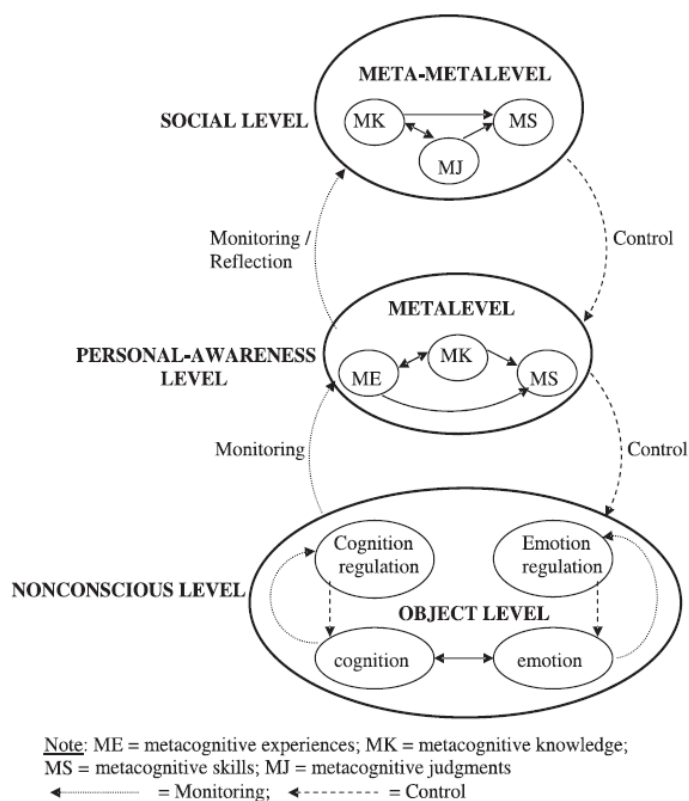 META-METALEVEL
SOCIAL LEVEL
MK
MS
MJ
Monitoring /
Reflection
Control
METALEVEL
PERSONAL-AWARENESS
LEVEL
ME
MK
MS
Monitoring
Control
Cognition
regulation
Emotion
regulation
NONCONSCIOUS LEVEL
OBJECT LEVEL
cognition
emotion
Note: ME = metacognitive experiences; MK = metacognitive knowledge;
MS = metacognitive skills; MJ = metacognitive judgments
= Monitoring; = Control